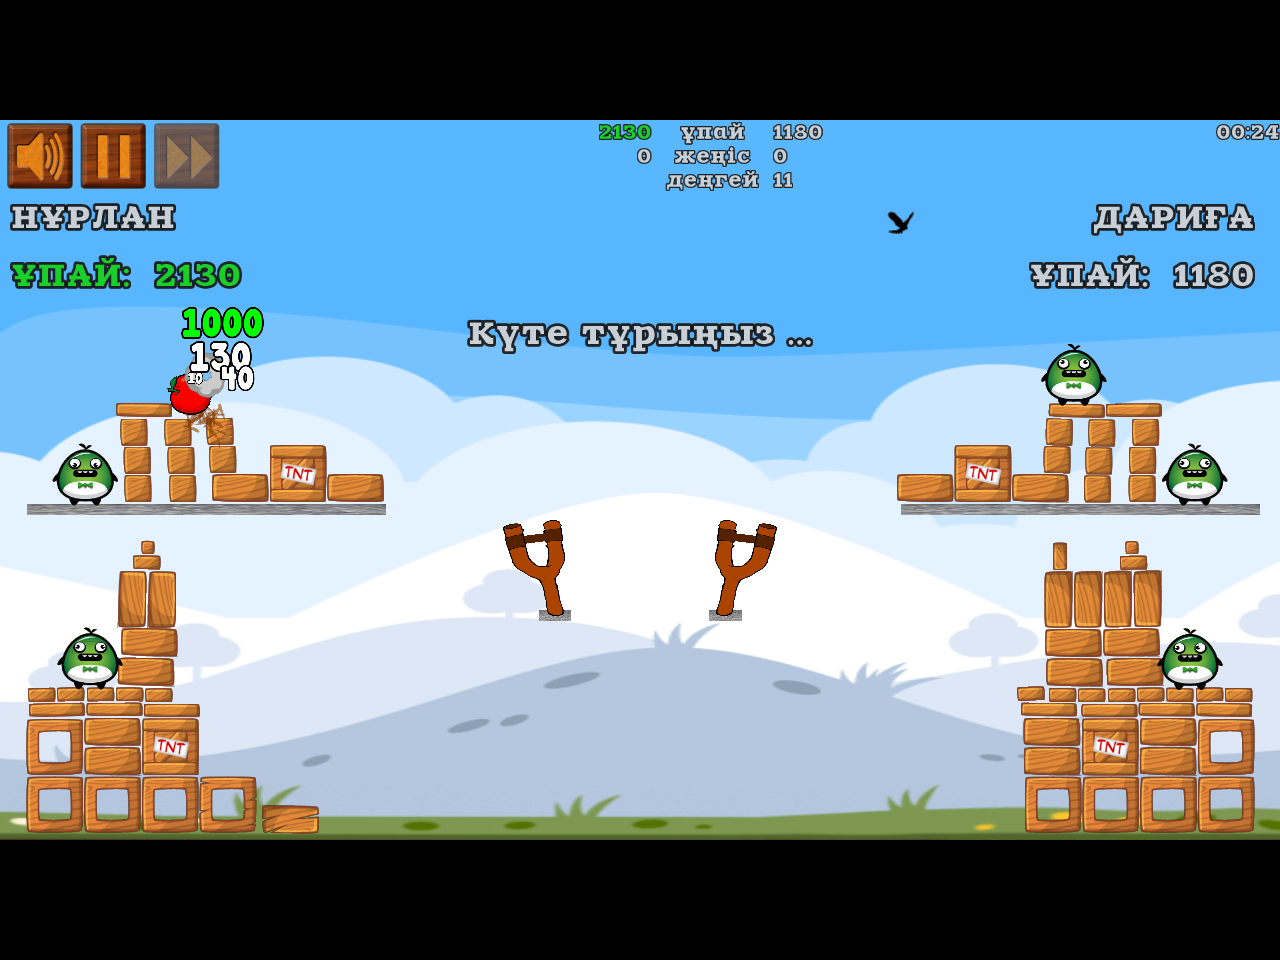 2130 ұпай 1180
0 жеңіс 0
деңгей 11
00:24
НҰРЛАН
ДАРИҒА
ҰПАЙ: 2130
ҰПАЙ: 1180
1000
130
10 40
Күте тұрыңыз ...
TNT
TNT
TNT
TNT